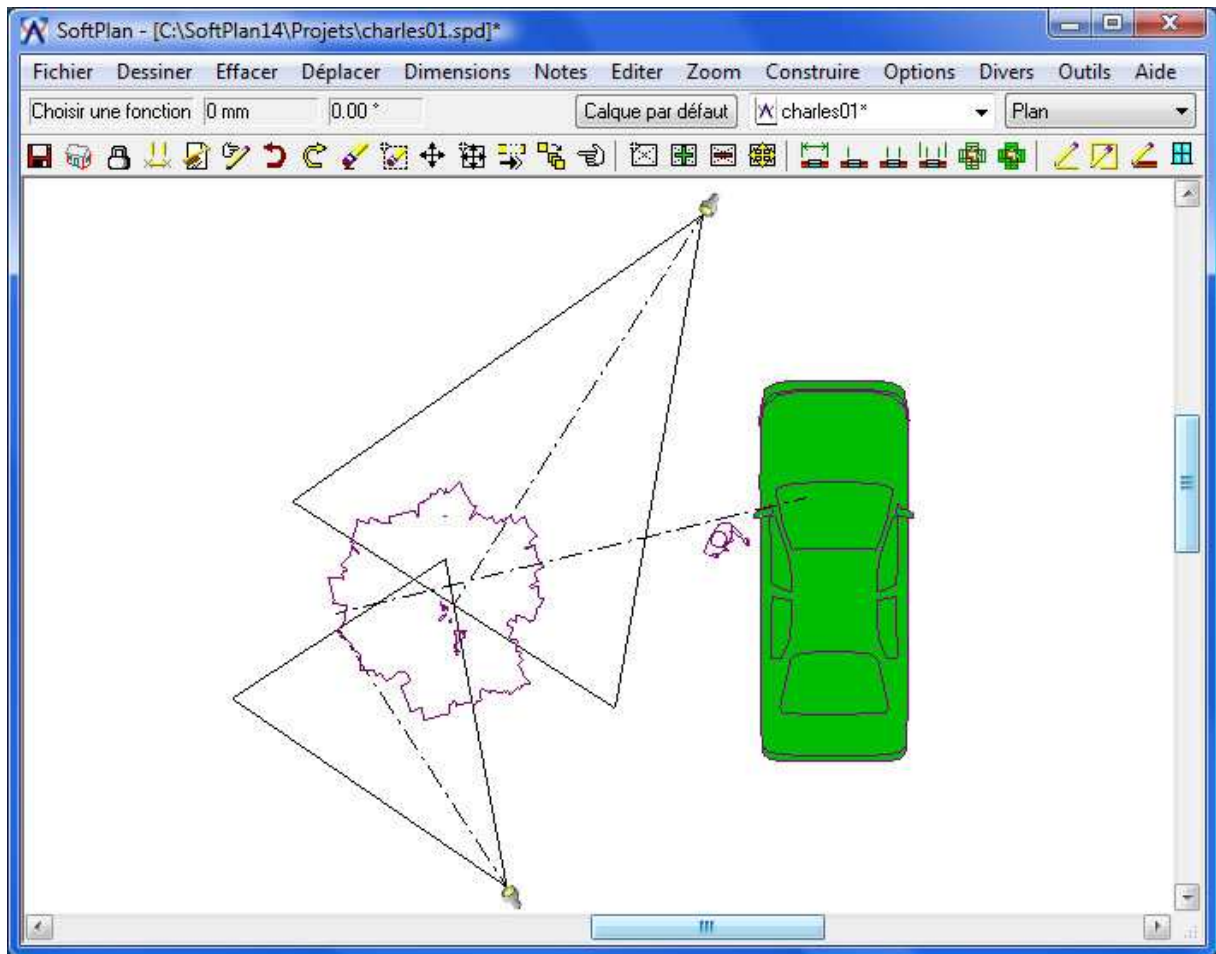 SoftPlan - [C:\SoftPlan14\Projets\charles01.spd]*
Fichier Dessiner Effacer Déplacer Dimensions Notes Editer Zoom Construire Options Divers Outils Aide
Choisir une fonction 0 mm 0.00 ° Calque par défaut charles01* Plan